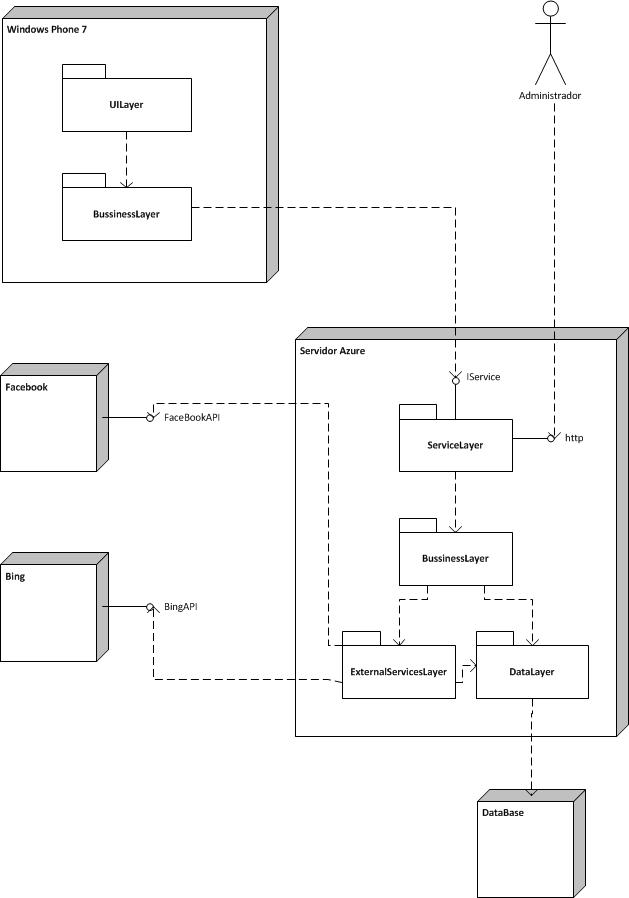 Windows Phone 7
UILayer
BussinessLayer
Administrador
Servidor Azure
IService
ServiceLayer
http
BussinessLayer
ExternalServicesLayer
DataLayer
Facebook
FaceBookAPI
Bing
BingAPI
DataBase